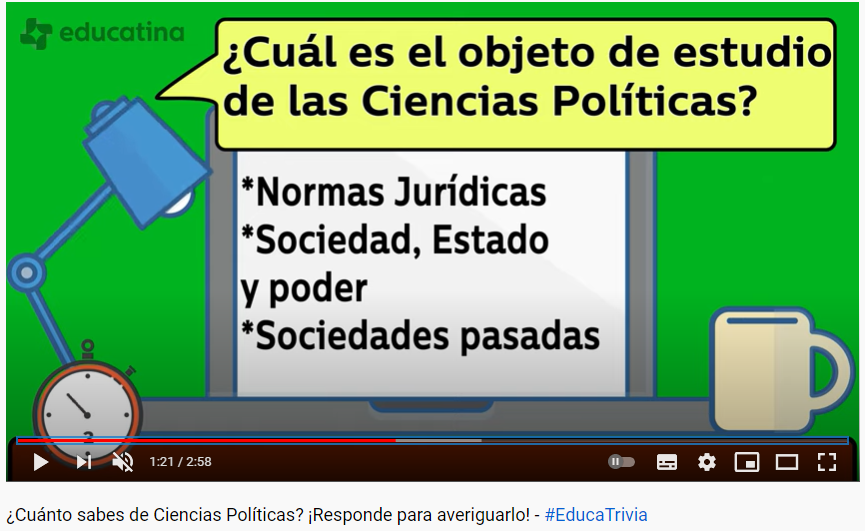 educatina
¿Cuál es el objeto de estudio
de las Ciencias Políticas?
*Normas Jurídicas
*Sociedad, Estado
y poder
*Sociedades pasadas
2
1:21 / 2:58
¿Cuánto sabes de Ciencias Políticas? ¡Responde para averiguarlo! - #EducaTrivia